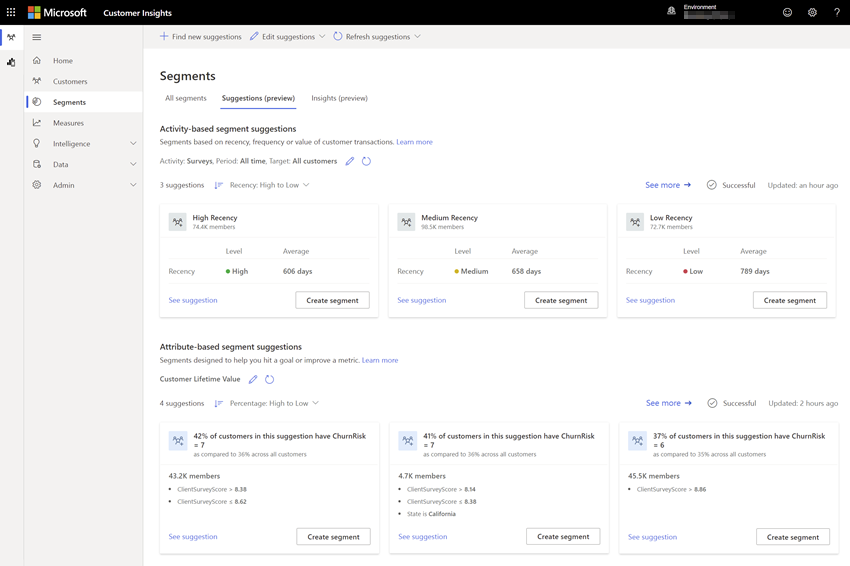 Microsoft Customer Insights
Environment
?
Find new suggestions Edit suggestions Refresh suggestions
Home
Customers
Segments
Measures
Intelligence
Data
Admin
Segments
All segments Suggestions (preview) Insights (preview)
Activity-based segment suggestions
Segments based on recency, frequency or value of customer transactions. Learn more
Activity: Surveys, Period: All time, Target: All customers
3 suggestions Recency: High to Low See more → Successful Updated: an hour ago
High Recency
74.4K members
Level Average
Recency High 606 days
See suggestion Create segment
Medium Recency
90.5K members
Level Average
Recency Medium 658 days
See suggestion Create segment
Low Recency
72.7K members
Level Average
Recency Low 789 days
See suggestion Create segment
Attribute-based segment suggestions
Segments designed to help you hit a goal or improve a metric. Learn more
Customer Lifetime Value
4 suggestions Percentage: High to Low See more → Successful Updated: 2 hours ago
42% of customers in this suggestion have ChurnRisk
= 7
as compared to 36% across all customers
43.2K members
• ClientSurveyScore > 8.38
• ClientSurveyScore ≤ 8.62
See suggestion Create segment
41% of customers in this suggestion have ChurnRisk
= 7
as compared to 36% across all customers
4.7K members
• ClientSurveyScore > 8.14
• ClientSurveyScore ≤ 8.38
• State is California
See suggestion Create segment
37% of customers in this suggestion have ChurnRisk
= 6
as compared to 35% across all customers
45.5K members
• ClientSurveyScore > 8.86
See suggestion Create segment